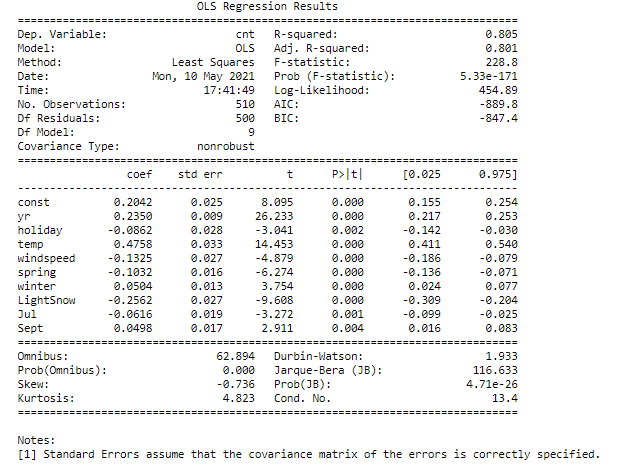 OLS Regression Results
==============================================================================
Dep. Variable: cnt R-squared: 0.805
Model: OLS Adj. R-squared: 0.801
Method: Least Squares F-statistic: 228.8
Date: Mon, 10 May 2021 Prob (F-statistic): 5.33e-171
Time: 17:41:49 Log-Likelihood: 454.89
No. Observations: 510 AIC: -889.8
Df Residuals: 500 BIC: -847.4
Df Model: 9
Covariance Type: nonrobust
==============================================================================
coef std err t P>|t| [0.025 0.975]
------------------------------------------------------------------------------
const 0.2042 0.025 8.095 0.000 0.155 0.254
yr 0.2350 0.009 26.233 0.000 0.217 0.253
holiday -0.0862 0.028 -3.041 0.002 -0.142 -0.030
temp 0.4758 0.033 14.453 0.000 0.411 0.540
windspeed -0.1325 0.027 -4.879 0.000 -0.186 -0.079
spring -0.1032 0.016 -6.274 0.000 -0.136 -0.071
winter 0.0504 0.013 3.754 0.000 0.024 0.077
LightSnow -0.2562 0.027 -9.608 0.000 -0.309 -0.204
Jul -0.0616 0.019 -3.272 0.001 -0.099 -0.025
Sept 0.0498 0.017 2.911 0.004 0.016 0.083
==============================================================================
Omnibus: 62.894 Durbin-Watson: 1.933
Prob(Omnibus): 0.000 Jarque-Bera (JB): 116.633
Skew: -0.736 Prob(JB): 4.71e-26
Kurtosis: 4.823 Cond. No. 13.4
==============================================================================
Notes:
[1] Standard Errors assume that the covariance matrix of the errors is correctly specified.